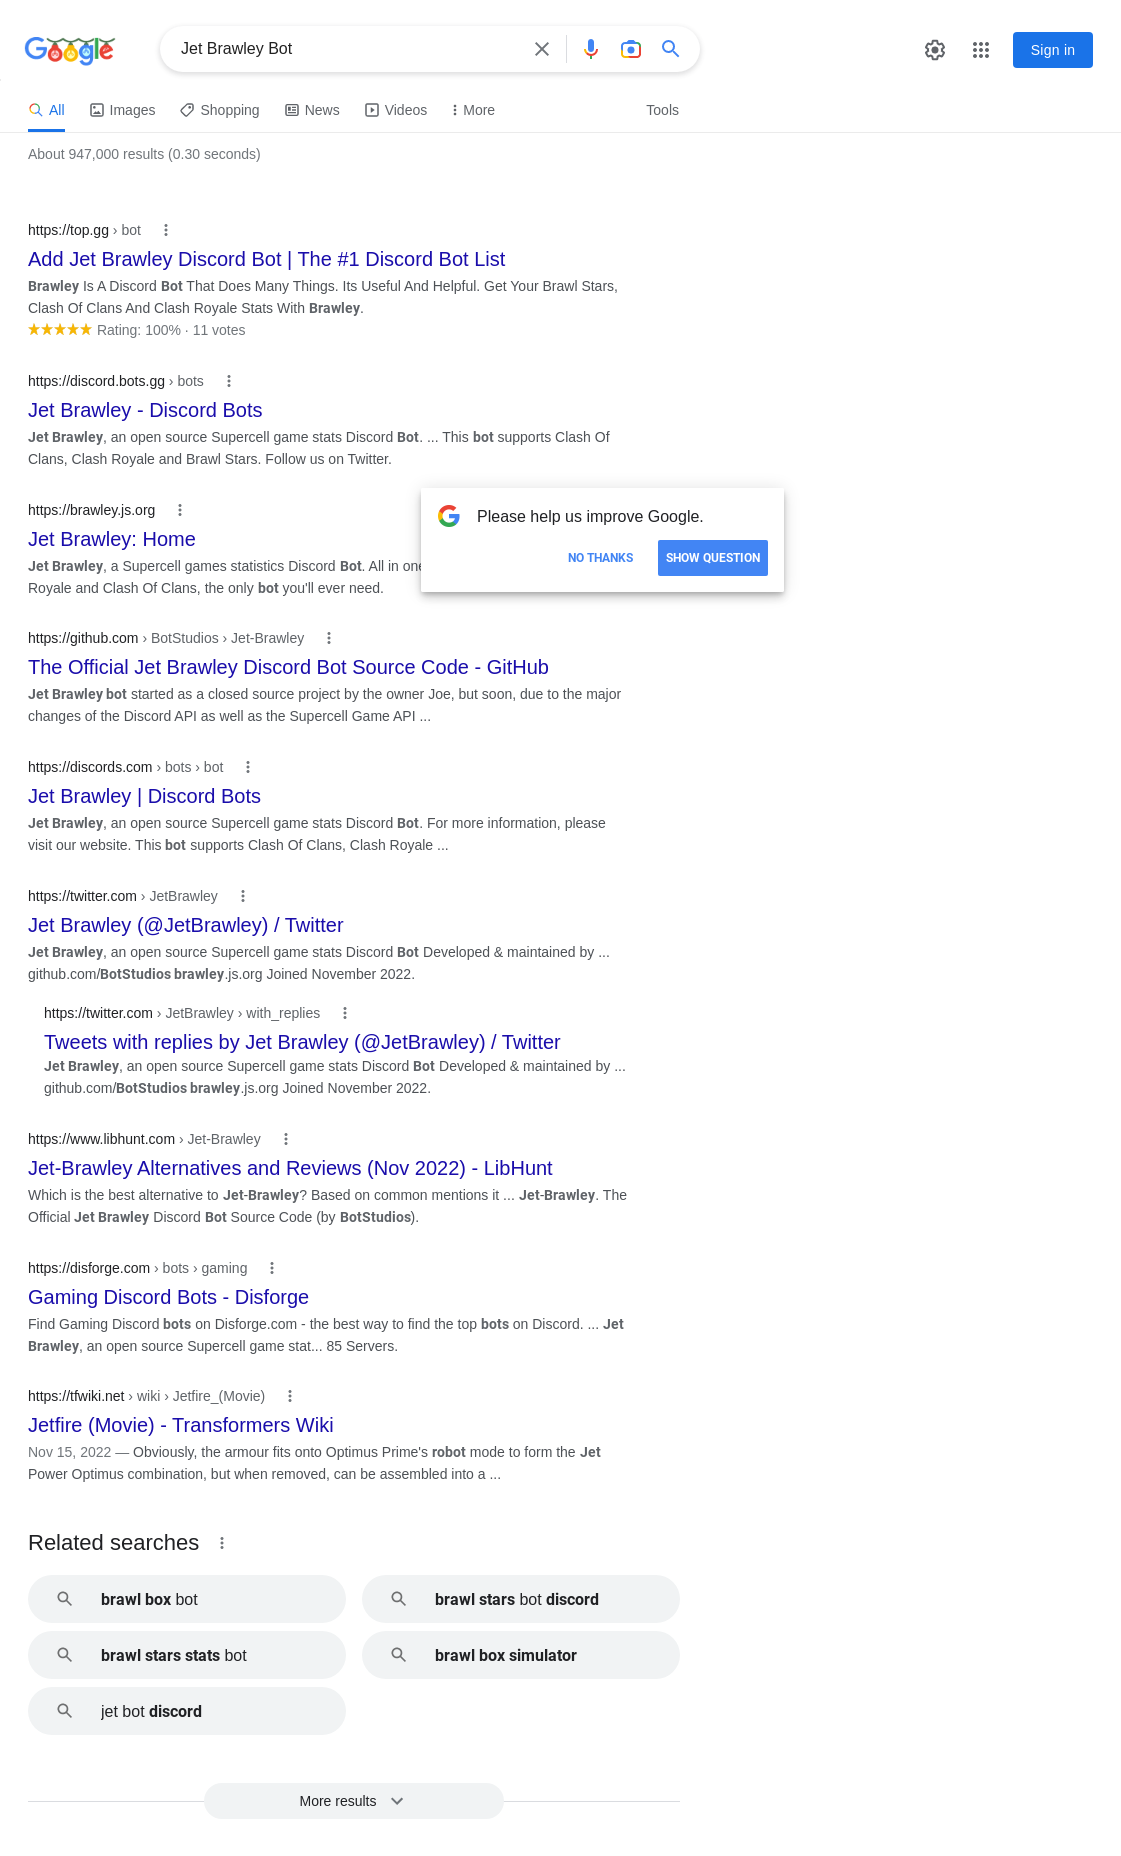 Google
Jet Brawley Bot
Sign in
All Images Shopping News Videos More Tools
About 947,000 results (0.30 seconds)
https://top.gg › bot
Add Jet Brawley Discord Bot | The #1 Discord Bot List
Brawley Is A Discord Bot That Does Many Things. Its Useful And Helpful. Get Your Brawl Stars,
Clash Of Clans And Clash Royale Stats With Brawley.
Rating: 100% · 11 votes
https://discord.bots.gg › bots
Jet Brawley - Discord Bots
Jet Brawley, an open source Supercell game stats Discord Bot. ... This bot supports Clash Of
Clans, Clash Royale and Brawl Stars. Follow us on Twitter.
https://brawley.js.org
Jet Brawley: Home
Jet Brawley, a Supercell games statistics Discord Bot. All in one
Royale and Clash Of Clans, the only bot you'll ever need.
Please help us improve Google.
NO THANKS SHOW QUESTION
https://github.com › BotStudios › Jet-Brawley
The Official Jet Brawley Discord Bot Source Code - GitHub
Jet Brawley bot started as a closed source project by the owner Joe, but soon, due to the major
changes of the Discord API as well as the Supercell Game API ...
https://discords.com › bots › bot
Jet Brawley | Discord Bots
Jet Brawley, an open source Supercell game stats Discord Bot. For more information, please
visit our website. This bot supports Clash Of Clans, Clash Royale ...
https://twitter.com › JetBrawley
Jet Brawley (@JetBrawley) / Twitter
Jet Brawley, an open source Supercell game stats Discord Bot Developed & maintained by ...
github.com/BotStudios brawley.js.org Joined November 2022.
https://twitter.com › JetBrawley › with_replies
Tweets with replies by Jet Brawley (@JetBrawley) / Twitter
Jet Brawley, an open source Supercell game stats Discord Bot Developed & maintained by ...
github.com/BotStudios brawley.js.org Joined November 2022.
https://www.libhunt.com › Jet-Brawley
Jet-Brawley Alternatives and Reviews (Nov 2022) - LibHunt
Which is the best alternative to Jet-Brawley? Based on common mentions it ... Jet-Brawley. The
Official Jet Brawley Discord Bot Source Code (by BotStudios).
https://disforge.com › bots › gaming
Gaming Discord Bots - Disforge
Find Gaming Discord bots on Disforge.com - the best way to find the top bots on Discord. ... Jet
Brawley, an open source Supercell game stat... 85 Servers.
https://tfwiki.net › wiki › Jetfire_(Movie)
Jetfire (Movie) - Transformers Wiki
Nov 15, 2022 — Obviously, the armour fits onto Optimus Prime's robot mode to form the Jet
Power Optimus combination, but when removed, can be assembled into a ...
Related searches
brawl box bot
brawl stars bot discord
brawl stars stats bot
brawl box simulator
jet bot discord
More results